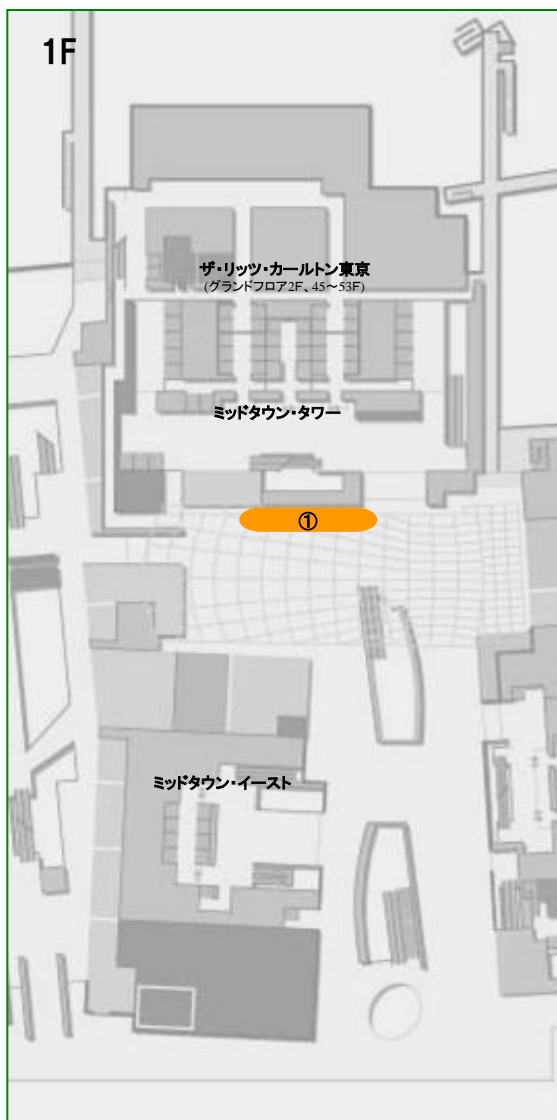 1F
ザ・リッツ・カールトン東京
(グランドフロア2F、45～53F)
ミッドタウン・タワー
①
ミッドタウン・イースト